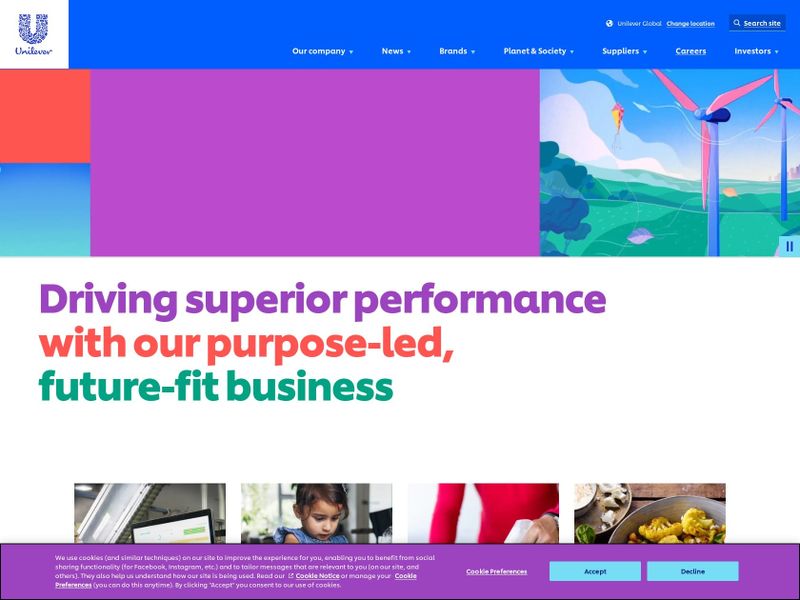 Unilever
Unilever Global Change location
Search site
Our company
News
Brands
Planet & Society
Suppliers
Careers
Investors
Driving superior performance
with our purpose-led,
future-fit business
We use cookies (and similar techniques) on our site to improve the experience for you, enabling you to benefit from social
sharing functionality (for Facebook, Instagram, etc.) and to tailor messages that are relevant to you (on our site, and
others). They also help us understand how our site is being used. Read our Cookie Notice or manage your Cookie
Preferences (you can do this anytime). By clicking "Accept" you consent to our use of cookies.
Cookie Preferences
Accept
Decline